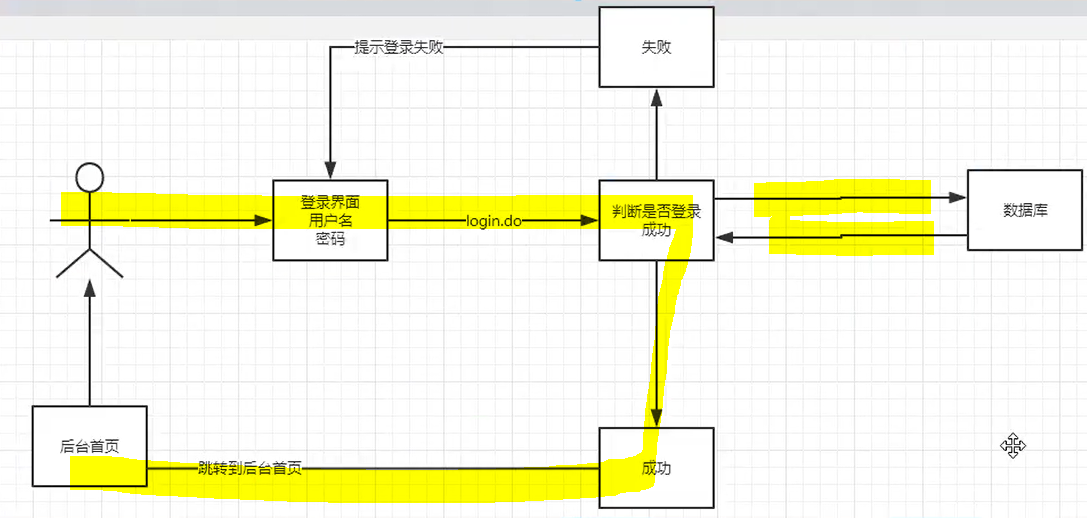 提示登录失败
失败
登录界面
用户名
密码
login.do
判断是否登录
成功
数据库
后台首页
跳转到后台首页
成功